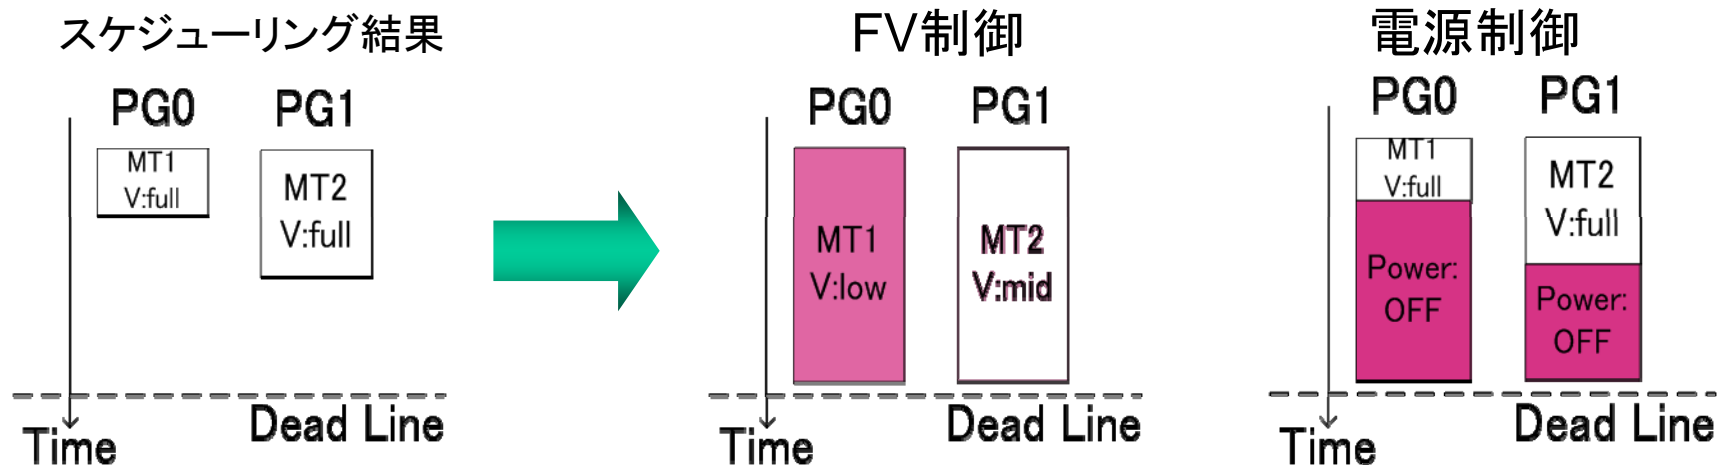 スケジューリング結果
PG0
PG1
MT1
V:full
MT2
V:full
Time
Dead Line
FV制御
PG0
PG1
MT1
V:low
MT2
V:mid
Time
Dead Line
電源制御
PG0
PG1
MT1
V:full
Power:
OFF
MT2
V:full
Power:
OFF
Time
Dead Line